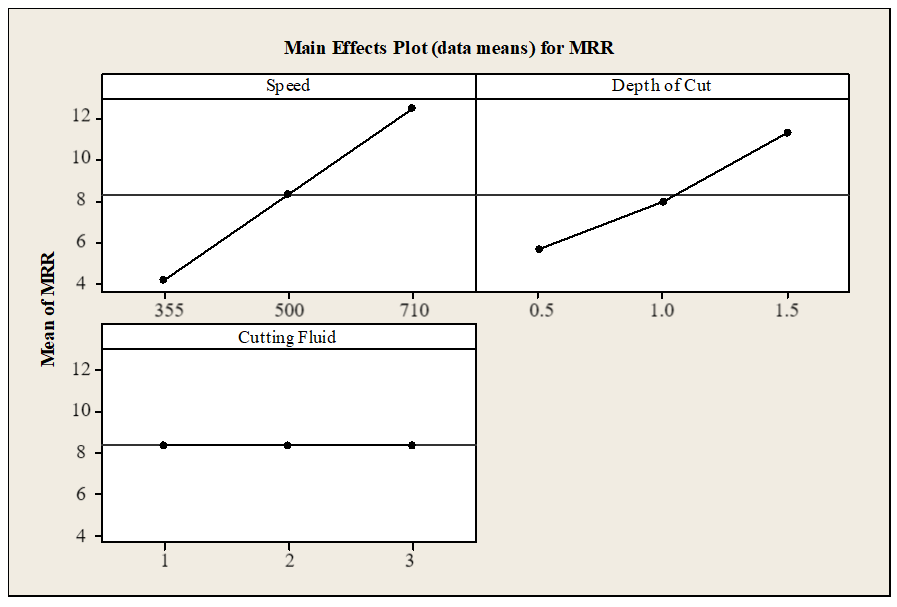 Main Effects Plot (data means) for MRR
Speed
Depth of Cut
12
10
8
6
4
355 500 710
0.5 1.0 1.5
Mean of MRR
Cutting Fluid
12
10
8
6
4
1 2 3